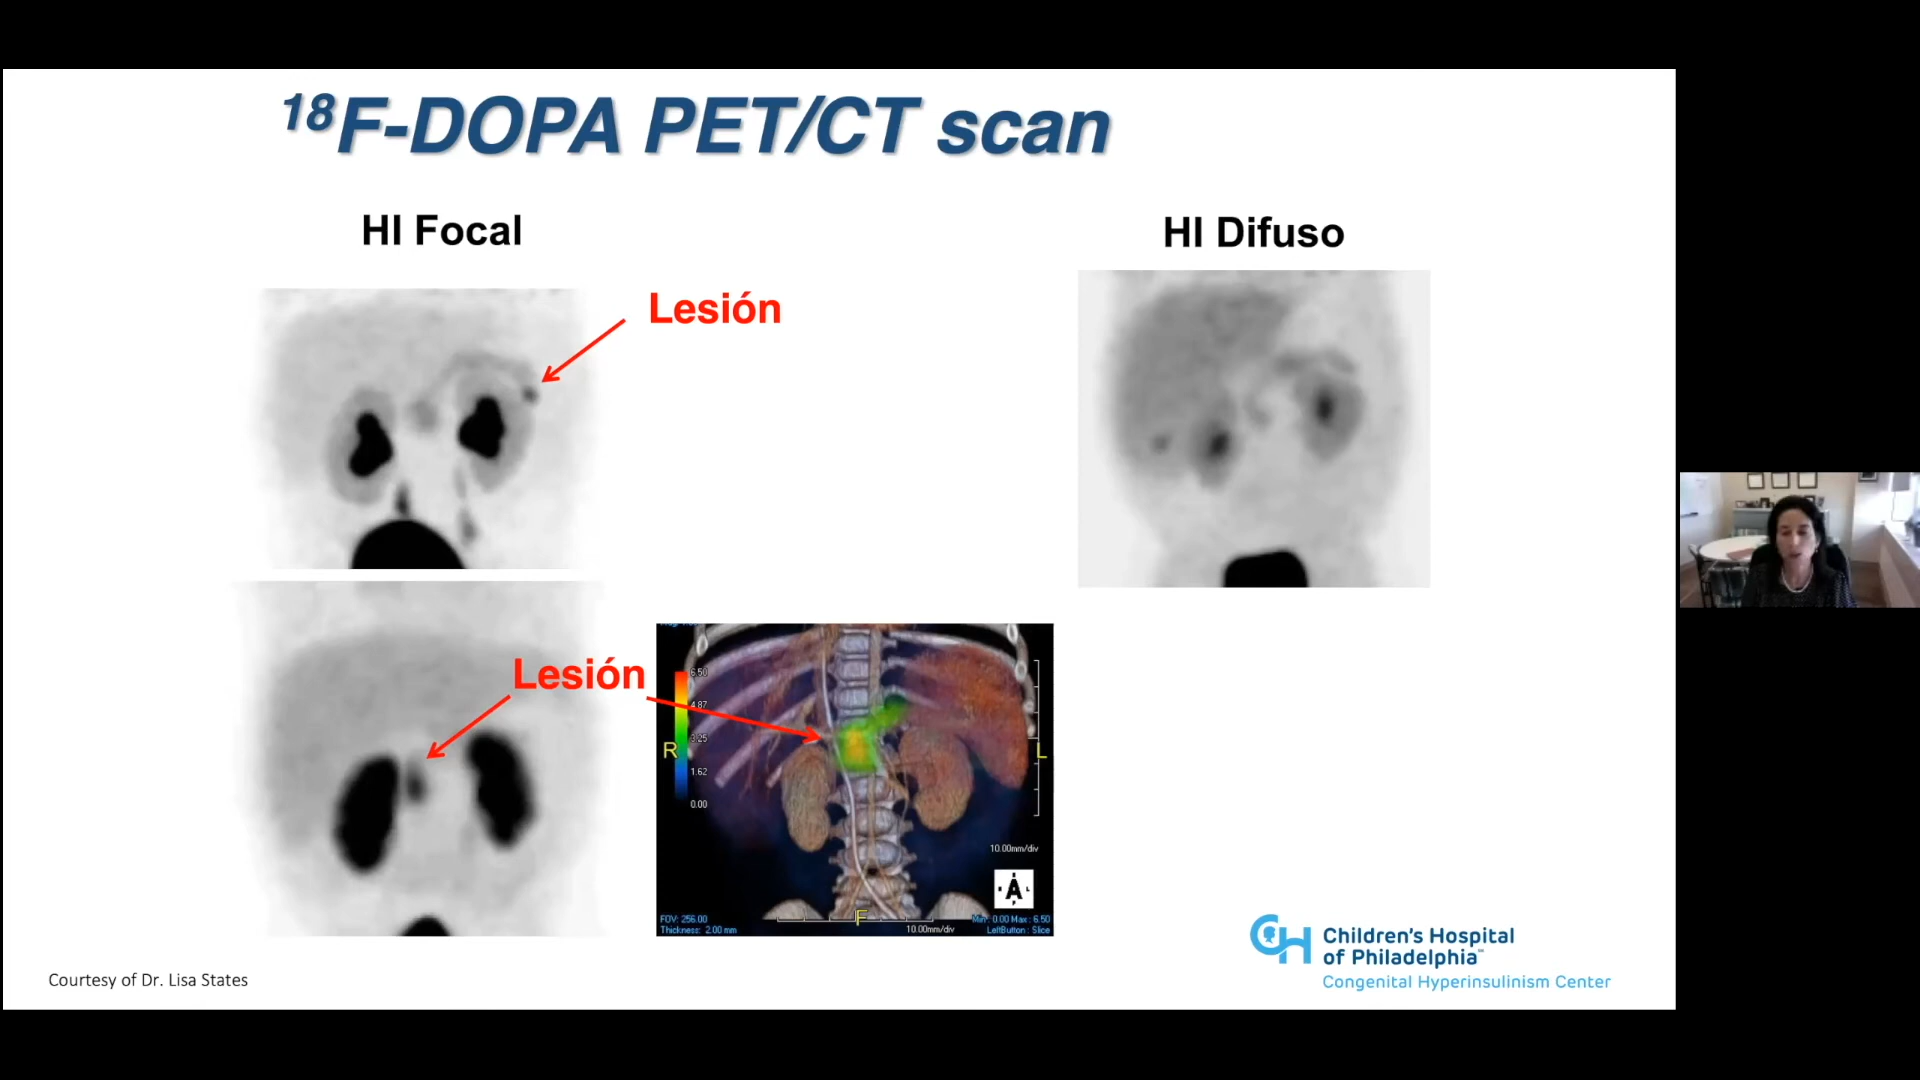 18F-DOPA PET/CT scan
HI Focal
HI Difuso
Lesión
Lesión
6.50
4.87
3.25
1.62
0.00
R
L
10.00mm/div
A
F
FOV: 256.00
Thickness: 2.00 mm
10.00mm/div
Min: 0.00 Max: 6.50
LeftButton: Slice
Children's Hospital
of Philadelphia
Congenital Hyperinsulinism Center
Courtesy of Dr. Lisa States